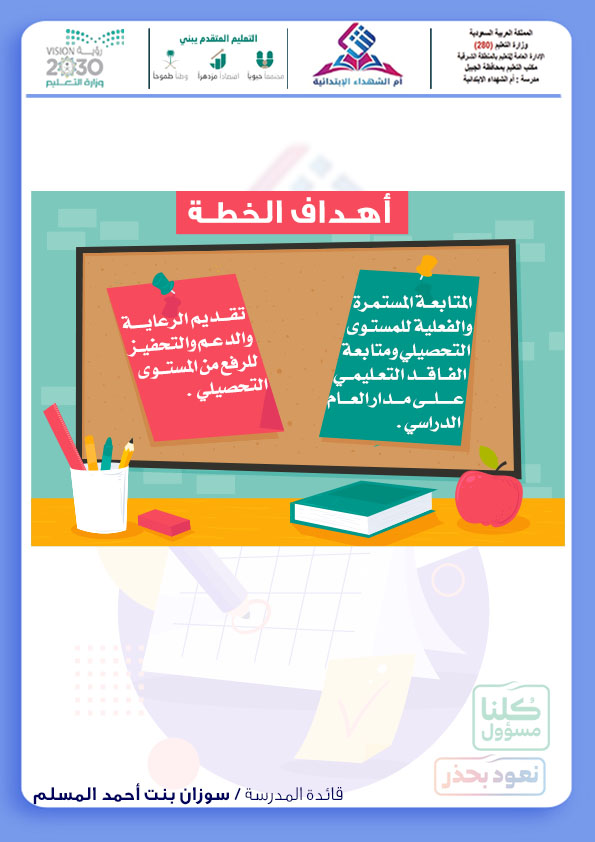 المملكة العربية السعودية
وزارة التعليم (280)
الإدارة العامة للتعليم بالمنطقة الشرقية
مكتب التعليم بمحافظة الجبيل
مدرسة : أم الشهداء الابتدائية
أم الشهداء الإبتدائية
التعليم المتقدم يبني
مجتمعاً حيوياً
اقتصاداً مزدهراً
وطناً طموحاً
VISION رؤية
2030
وزارة التعليم
أهداف الخطة
المتابعة المستمرة
والفعلية للمستوى
التحصيلي ومتابعة
الفاقد التعليمي
على مدار العام
الدراسي .
تقديم الرعاية
والدعم والتحفيز
للرفع من المستوى
التحصيلي .
كلنا
مسؤول
نعود بحذر
قائدة المدرسة / سوزان بنت أحمد المسلم